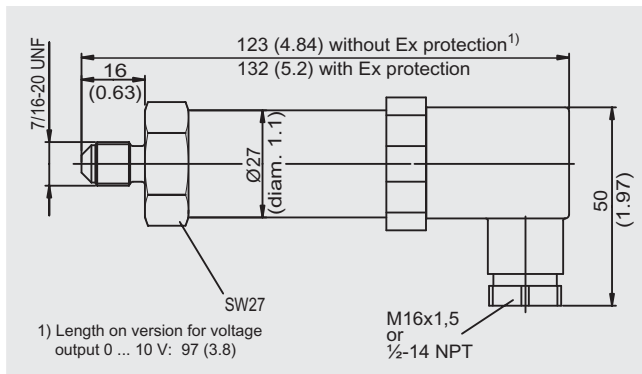 123 (4.84) without Ex protection1)
132 (5.2) with Ex protection
16
(0.63)
7/16-20 UNF
Ø27
(diam. 1.1)
50
(1.97)
SW27
M16x1,5
or
½-14 NPT
1) Length on version for voltage
output 0 ... 10 V: 97 (3.8)